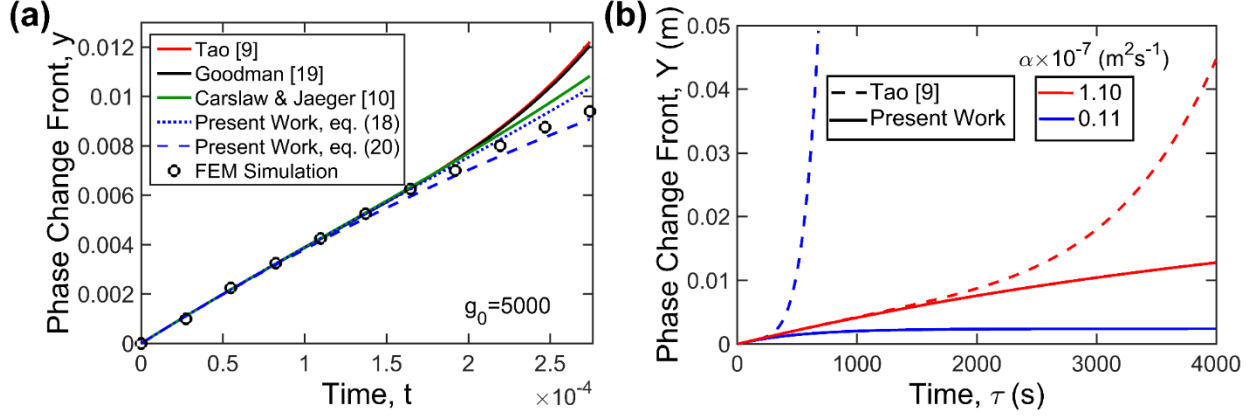 (a)
Phase Change Front, y
0.012
0.01
0.008
0.006
0.004
0.002
0
Tao [9]
Goodman [19]
Carslaw & Jaeger [10]
Present Work, eq. (18)
Present Work, eq. (20)
FEM Simulation
g₀=5000
0 0.5 1 1.5 2 2.5
×10⁻⁴
Time, t
(b)
Phase Change Front, Y (m)
0.05
0.04
0.03
0.02
0.01
0
α×10⁻⁷ (m²s⁻¹)
Tao [9]
Present Work
1.10
0.11
0 1000 2000 3000 4000
Time, τ (s)